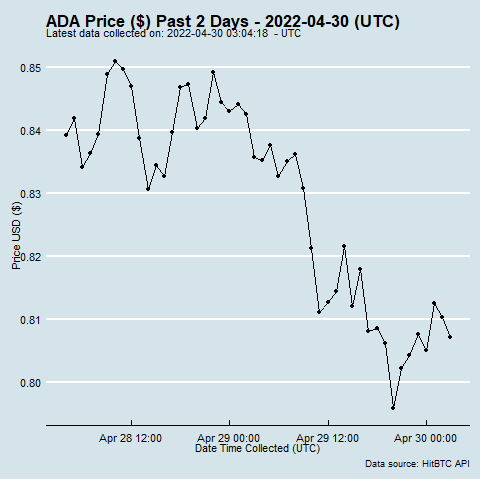 ADA Price ($) Past 2 Days - 2022-04-30 (UTC)
Latest data collected on: 2022-04-30 03:04:18 - UTC
0.85
0.84
0.83
0.82
0.81
0.80
Price USD ($)
Apr 28 12:00
Apr 29 00:00
Apr 29 12:00
Apr 30 00:00
Date Time Collected (UTC)
Data source: HitBTC API